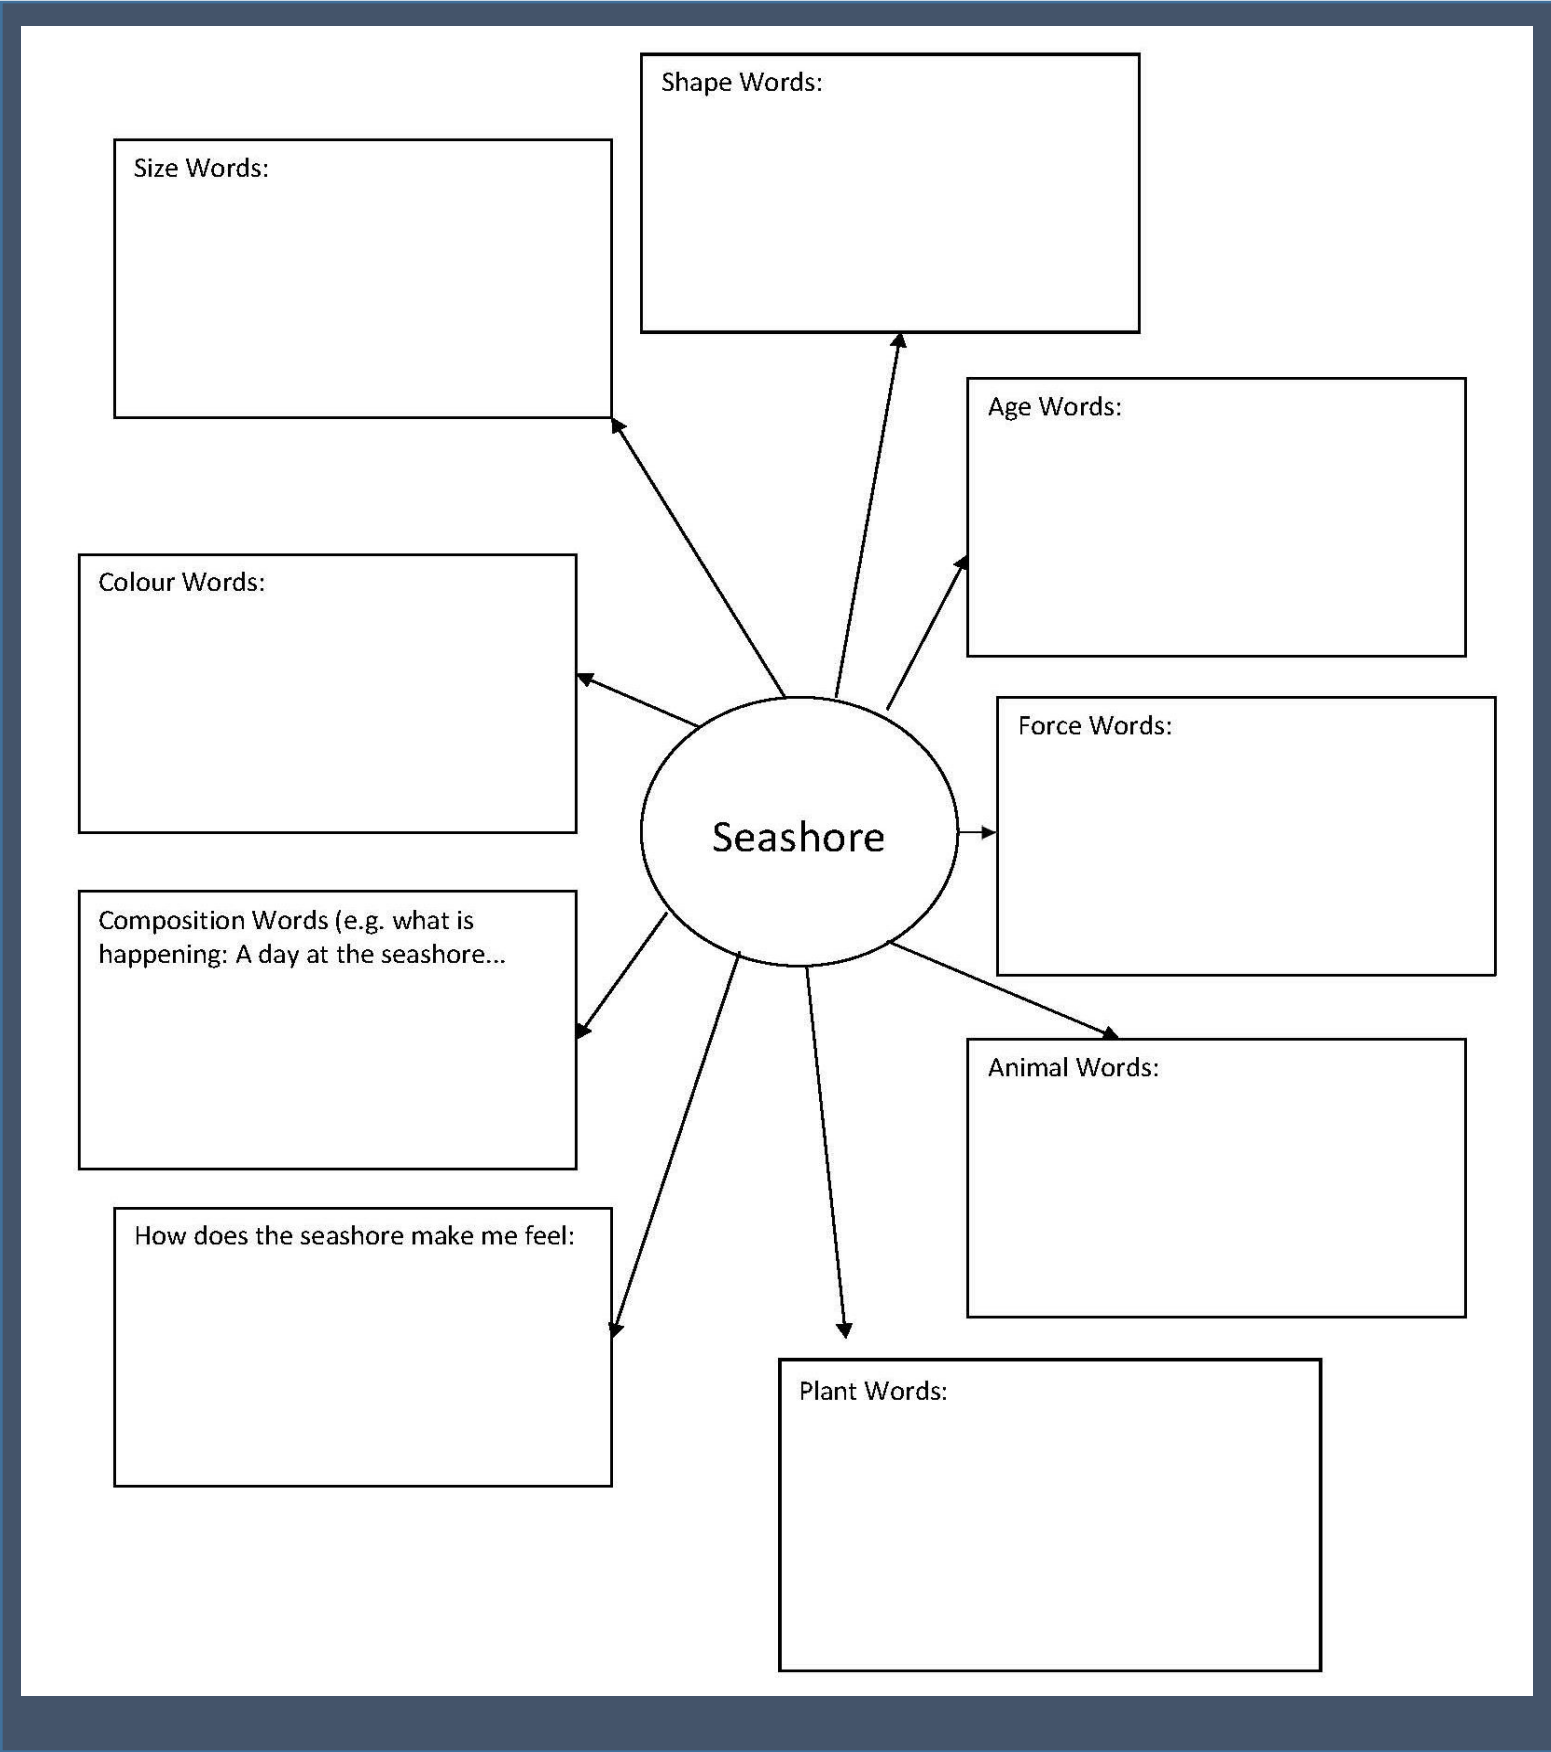 Shape Words:
Size Words:
Age Words:
Colour Words:
Force Words:
Seashore
Composition Words (e.g. what is
happening: A day at the seashore...
Animal Words:
How does the seashore make me feel:
Plant Words: